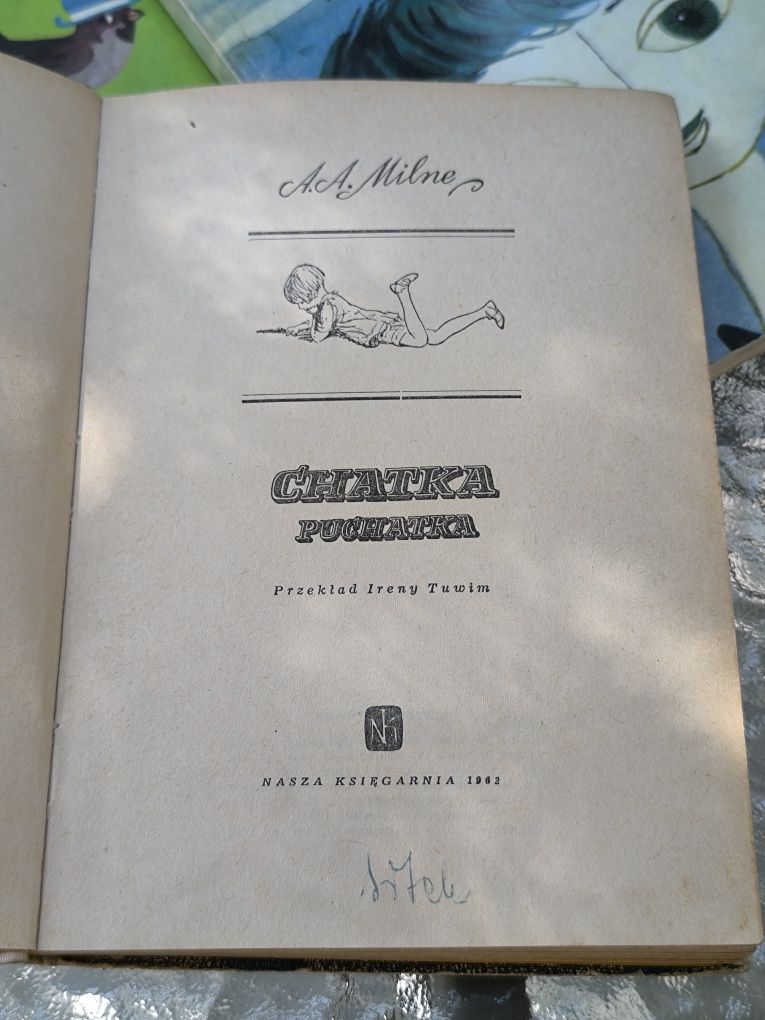 A.A. Milne
CHATKA
PUCHATKA
Przekład Ireny Tuwim
NK
NASZA KSIĘGARNIA 1962